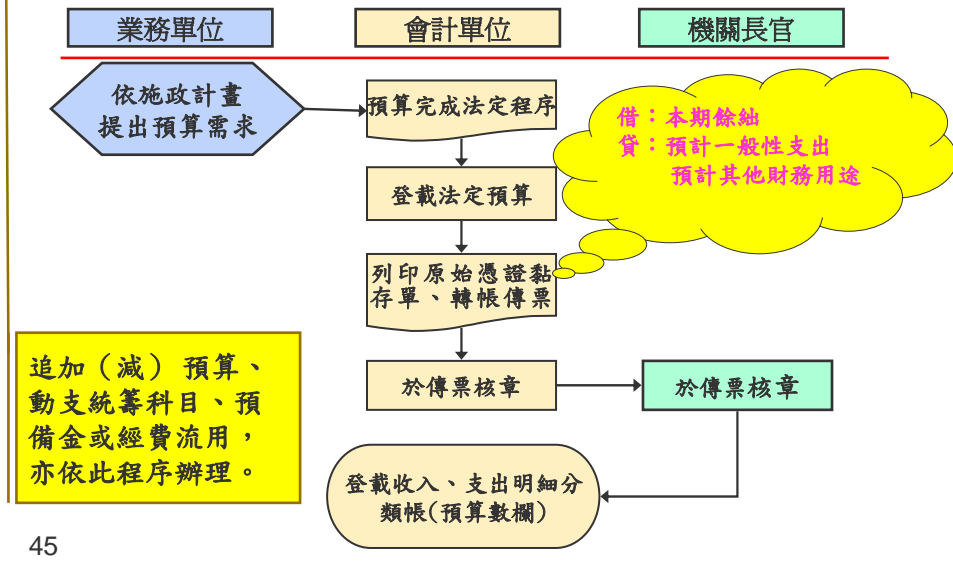 業務單位
會計單位
機關長官
依施政計畫
提出預算需求
預算完成法定程序
借：本期餘絀
貸：預計一般性支出
預計其他財務用途
登載法定預算
列印原始憑證黏
存單、轉帳傳票
追加（減） 預算、
動支統籌科目、預
備金或經費流用，
亦依此程序辦理。
於傳票核章
於傳票核章
登載收入、支出明細分
類帳(預算數欄)
45